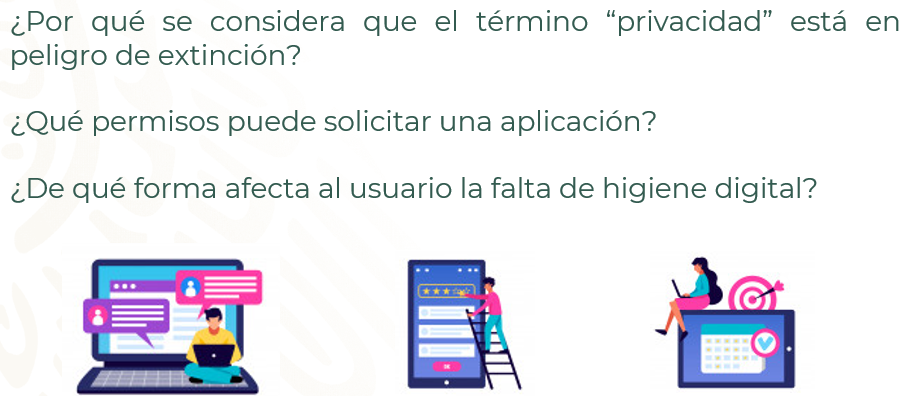 ¿Por qué se considera que el término “privacidad” está en
peligro de extinción?
¿Qué permisos puede solicitar una aplicación?
¿De qué forma afecta al usuario la falta de higiene digital?